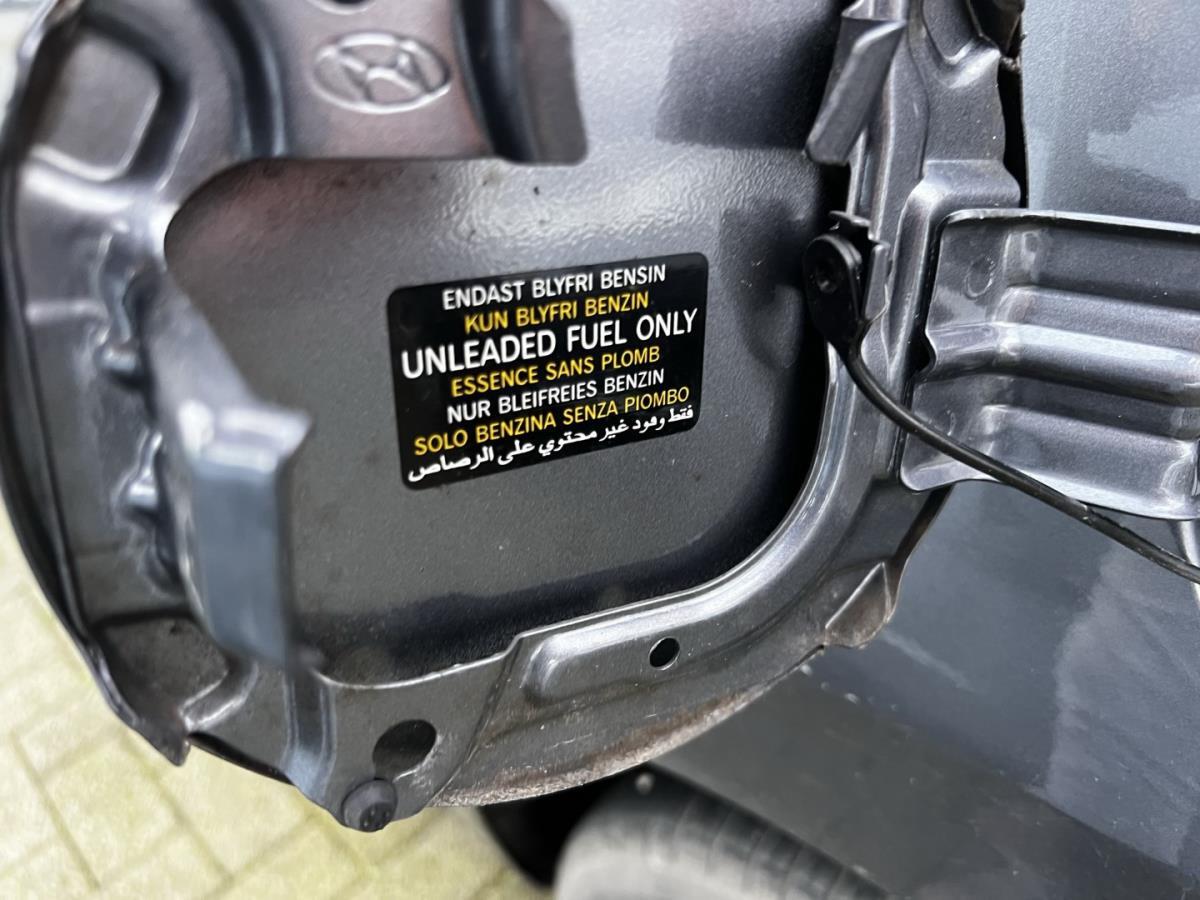 ENDAST BLYFRI BENSIN
KUN BLYFRI BENZIN
UNLEADED FUEL ONLY
ESSENCE SANS PLOMB
NUR BLEIFREIES BENZIN
SOLO BENZINA SENZA PIOMBO
فقط وقود غير محتوي على الرصاص